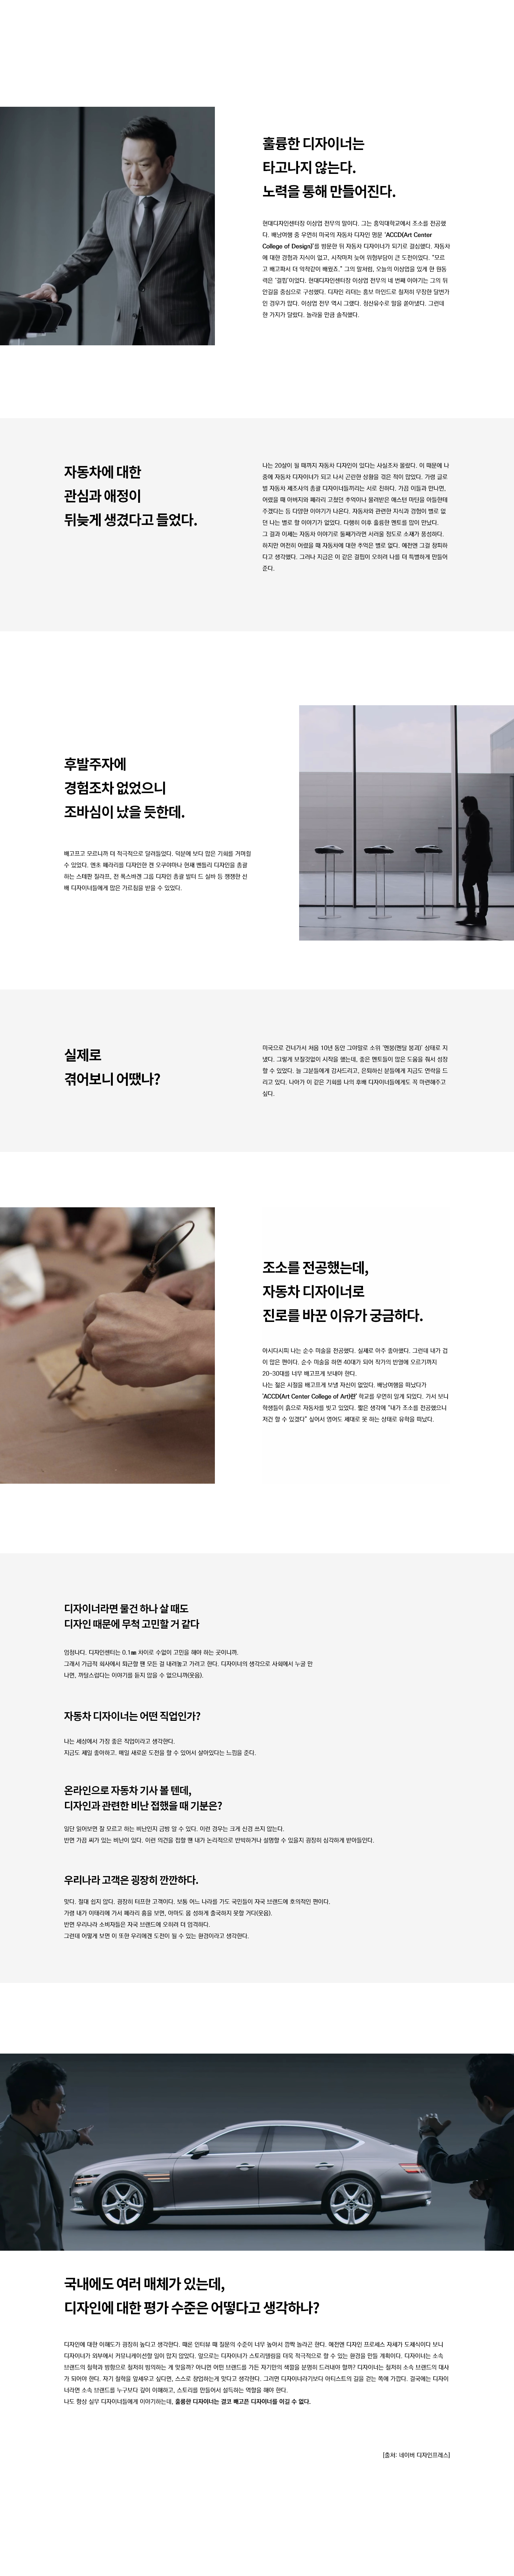 훌륭한 디자이너는
타고나지 않는다.
노력을 통해 만들어진다.
현대디자인센터장 이상엽 전무의 말이다. 그는 홍익대학교에서 조소를 전공했
다. 배낭여행 중 우연히 미국의 자동차 디자인 명문 'ACCD(Art Center
College of Design)'를 방문한 뒤 자동차 디자이너가 되기로 결심했다. 자동차
에 대한 경험과 지식이 없고, 시작마저 늦어 위험부담이 큰 도전이었다. "모르
고 배고파서 더 악착같이 배웠죠." 그의 말처럼, 오늘의 이상엽을 있게 한 원동
력은 '결핍'이었다. 현대디자인센터장 이상엽 전무의 네 번째 이야기는 그의 뒤
안길을 중심으로 구성했다. 디자인 리더는 홍보 마인드로 철저히 무장한 달변가
인 경우가 많다. 이상엽 전무 역시 그랬다. 청산유수로 말을 쏟아냈다. 그런데
한 가지가 달랐다. 놀라울 만큼 솔직했다.
자동차에 대한
관심과 애정이
뒤늦게 생겼다고 들었다.
나는 20살이 될 때까지 자동차 디자인이 있다는 사실조차 몰랐다. 이 때문에 나
중에 자동차 디자이너가 되고 나서 곤란한 상황을 겪은 적이 많았다. 가령 글로
벌 자동차 제조사의 총괄 디자이너들끼리는 서로 친하다. 가끔 이들과 만나면,
어렸을 때 아버지와 페라리 고쳤던 추억이나 물려받은 애스턴 마틴을 아들한테
주겠다는 등 다양한 이야기가 나온다. 자동차와 관련한 지식과 경험이 별로 없
던 나는 별로 할 이야기가 없었다. 다행히 이후 훌륭한 멘토를 많이 만났다.
그 결과 이제는 자동차 이야기로 둘째가라면 서러울 정도로 소재가 풍성하다.
하지만 여전히 어렸을 때 자동차에 대한 추억은 별로 없다. 예전엔 그걸 창피하
다고 생각했다. 그러나 지금은 이 같은 결핍이 오히려 나를 더 특별하게 만들어
준다.
후발주자에
경험조차 없었으니
조바심이 났을 듯한데.
배고프고 모르니까 더 적극적으로 달려들었다. 덕분에 보다 많은 기회를 거머쥘
수 있었다. 엔초 페라리를 디자인한 켄 오쿠야마나 현재 벤틀리 디자인을 총괄
하는 스테판 질라프, 전 폭스바겐 그룹 디자인 총괄 발터 드 실바 등 쟁쟁한 선
배 디자이너들에게 많은 가르침을 받을 수 있었다.
실제로
겪어보니 어땠나?
미국으로 건너가서 처음 10년 동안 그야말로 소위 '멘붕(멘탈 붕괴)' 상태로 지
냈다. 그렇게 보잘것없이 시작을 했는데, 좋은 멘토들이 많은 도움을 줘서 성장
할 수 있었다. 늘 그분들에게 감사드리고, 은퇴하신 분들에게 지금도 연락을 드
리고 있다. 나아가 이 같은 기회를 나의 후배 디자이너들에게도 꼭 마련해주고
싶다.
조소를 전공했는데,
자동차 디자이너로
진로를 바꾼 이유가 궁금하다.
아시다시피 나는 순수 미술을 전공했다. 실제로 아주 좋아했다. 그런데 내가 겁
이 많은 편이다. 순수 미술을 하면 40대가 되어 작가의 반열에 오르기까지
20~30대를 너무 배고프게 보내야 한다.
나는 젊은 시절을 배고프게 보낼 자신이 없었다. 배낭여행을 떠났다가
'ACCD(Art Center College of Art)란' 학교를 우연히 알게 되었다. 가서 보니
학생들이 흙으로 자동차를 빚고 있었다. 짧은 생각에 "내가 조소를 전공했으니
저건 할 수 있겠다" 싶어서 영어도 제대로 못 하는 상태로 유학을 떠났다.
디자이너라면 물건 하나 살 때도
디자인 때문에 무척 고민할 거 같다
엄청나다. 디자인센터는 0.1㎜ 차이로 수없이 고민을 해야 하는 곳이니까.
그래서 가급적 회사에서 퇴근할 땐 모든 걸 내려놓고 가려고 한다. 디자이너의 생각으로 사회에서 누굴 만
나면, 까탈스럽다는 이야기를 듣지 않을 수 없으니까(웃음).
자동차 디자이너는 어떤 직업인가?
나는 세상에서 가장 좋은 직업이라고 생각한다.
지금도 제일 좋아하고. 매일 새로운 도전을 할 수 있어서 살아있다는 느낌을 준다.
온라인으로 자동차 기사 볼 텐데,
디자인과 관련한 비난 접했을 때 기분은?
일단 읽어보면 잘 모르고 하는 비난인지 금방 알 수 있다. 이런 경우는 크게 신경 쓰지 않는다.
반면 가끔 씨가 있는 비난이 있다. 이런 의견을 접할 땐 내가 논리적으로 반박하거나 설명할 수 있을지 굉장히 심각하게 받아들인다.
우리나라 고객은 굉장히 깐깐하다.
맞다. 절대 쉽지 않다. 굉장히 터프한 고객이다. 보통 어느 나라를 가도 국민들이 자국 브랜드에 호의적인 편이다.
가령 내가 이태리에 가서 페라리 흠을 보면, 아마도 몸 성하게 출국하지 못할 거다(웃음).
반면 우리나라 소비자들은 자국 브랜드에 오히려 더 엄격하다.
그런데 어떻게 보면 이 또한 우리에겐 도전이 될 수 있는 환경이라고 생각한다.
국내에도 여러 매체가 있는데,
디자인에 대한 평가 수준은 어떻다고 생각하나?
디자인에 대한 이해도가 굉장히 높다고 생각한다. 때론 인터뷰 때 질문의 수준이 너무 높아서 깜짝 놀라곤 한다. 예전엔 디자인 프로세스 자체가 도제식이다 보니
디자이너가 외부에서 커뮤니케이션할 일이 많지 않았다. 앞으로는 디자이너가 스토리텔링을 더욱 적극적으로 할 수 있는 환경을 만들 계획이다. 디자이너는 소속
브랜드의 철학과 방향으로 철저히 빙의하는 게 맞을까? 아니면 어떤 브랜드를 가든 자기만의 색깔을 분명히 드러내야 할까? 디자이너는 철저히 소속 브랜드의 대사
가 되어야 한다. 자기 철학을 앞세우고 싶다면, 스스로 창업하는게 맞다고 생각한다. 그러면 디자이너라기보다 아티스트의 길을 걷는 쪽에 가깝다. 결국에는 디자이
너라면 소속 브랜드를 누구보다 깊이 이해하고, 스토리를 만들어서 설득하는 역할을 해야 한다.
나도 항상 실무 디자이너들에게 이야기하는데, 훌륭한 디자이너는 결코 배고픈 디자이너를 이길 수 없다.
[출처: 네이버 디자인프레스]